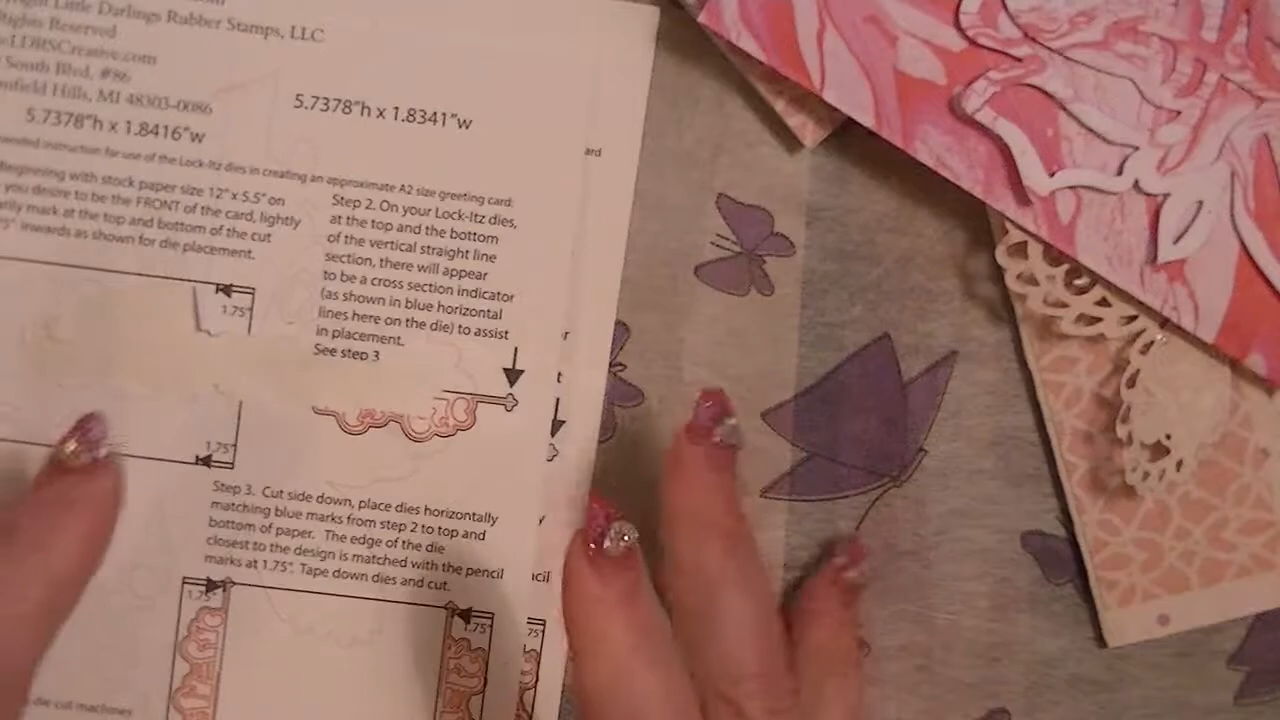 Little Darlings Rubber Stamps, LLC
Rights Reserved
LDRSCreative.com
South Blvd, #86
Hills, MI 48303-0086
5.7378"h x 1.8416"w
5.7378"h x 1.8341"w
instruction for use of the Lock-Itz dies in creating an approximate A2 size greeting card:
Beginning with stock paper size 12" x 5.5" on
you desire to be the FRONT of the card, lightly
mark at the top and bottom of the cut
inwards as shown for die placement.
1.75"
1.75"
Step 2. On your Lock-Itz dies,
at the top and the bottom
of the vertical straight line
section, there will appear
to be a cross section indicator
(as shown in blue horizontal
lines here on the die) to assist
in placement.
See step 3
Step 3. Cut side down, place dies horizontally
matching blue marks from step 2 to top and
bottom of paper. The edge of the die
closest to the design is matched with the pencil
marks at 1.75". Tape down dies and cut.
1.75"
1.75"
die cut machines
ard
75"